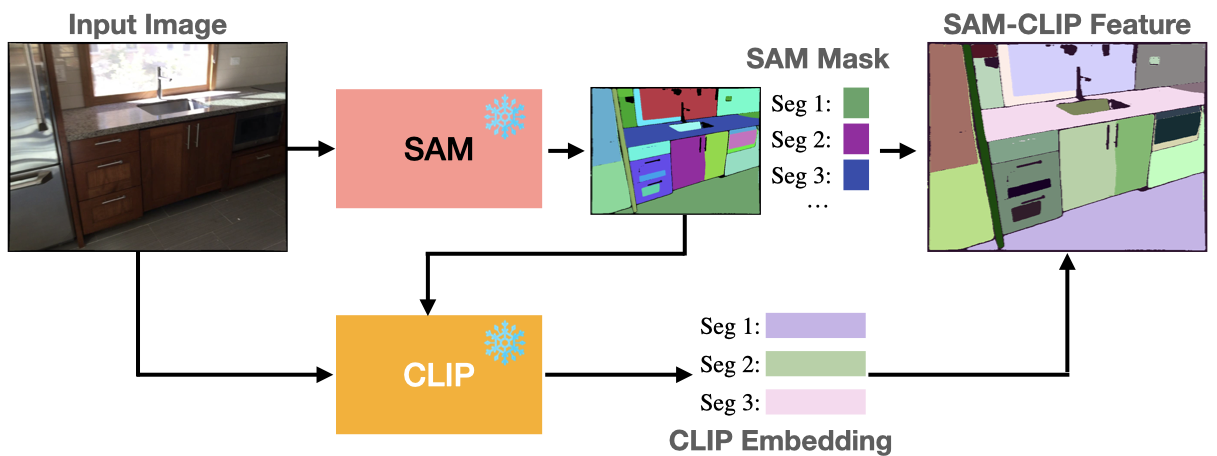 Input Image
SAM-CLIP Feature
SAM Mask
SAM
Seg 1:
Seg 2:
Seg 3:
...
CLIP
Seg 1:
Seg 2:
Seg 3:
CLIP Embedding